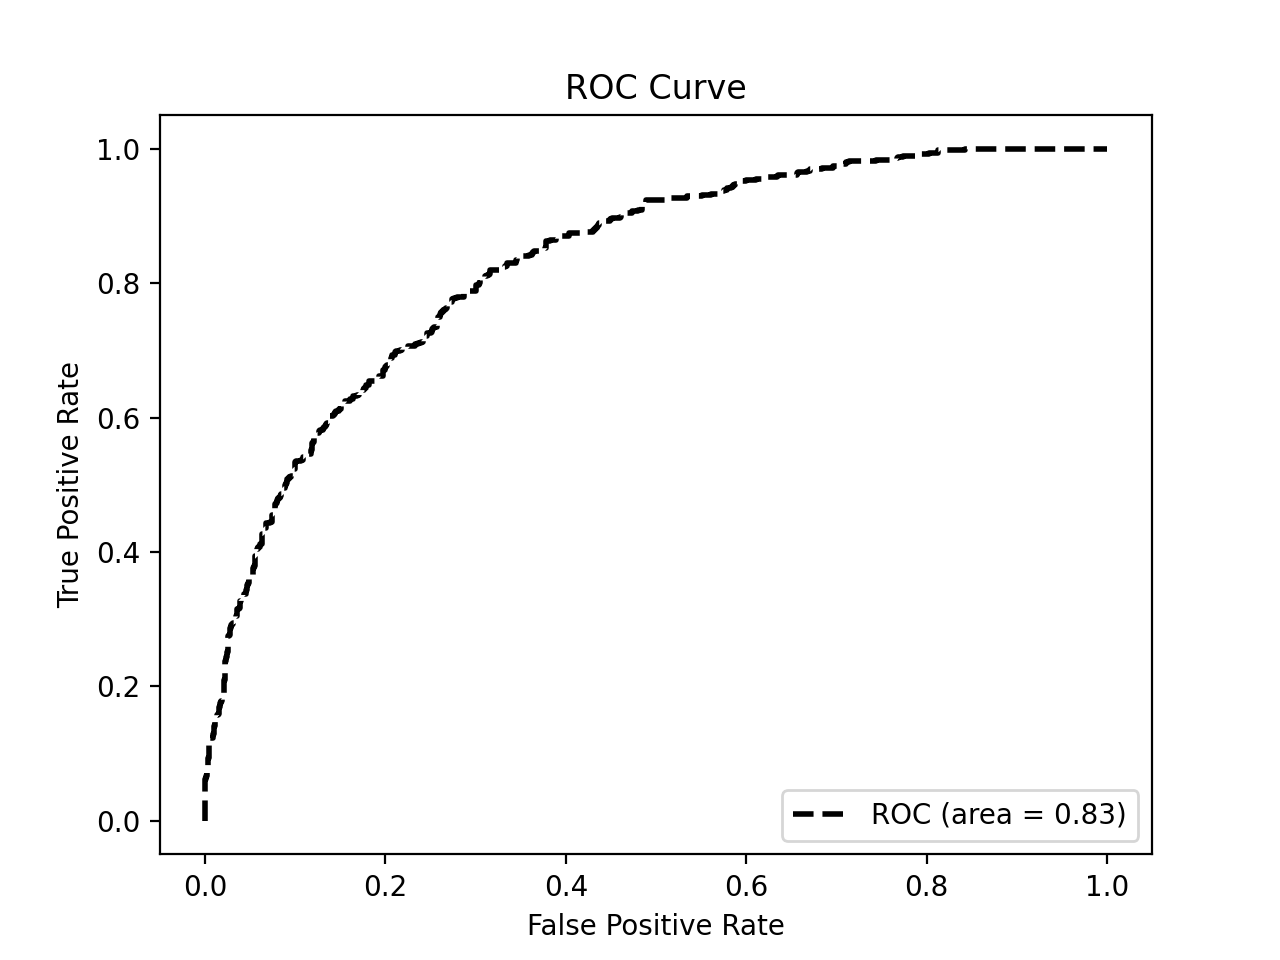 ROC Curve
True Positive Rate
1.0
0.8
0.6
0.4
0.2
0.0
ROC (area = 0.83)
0.0 0.2 0.4 0.6 0.8 1.0
False Positive Rate